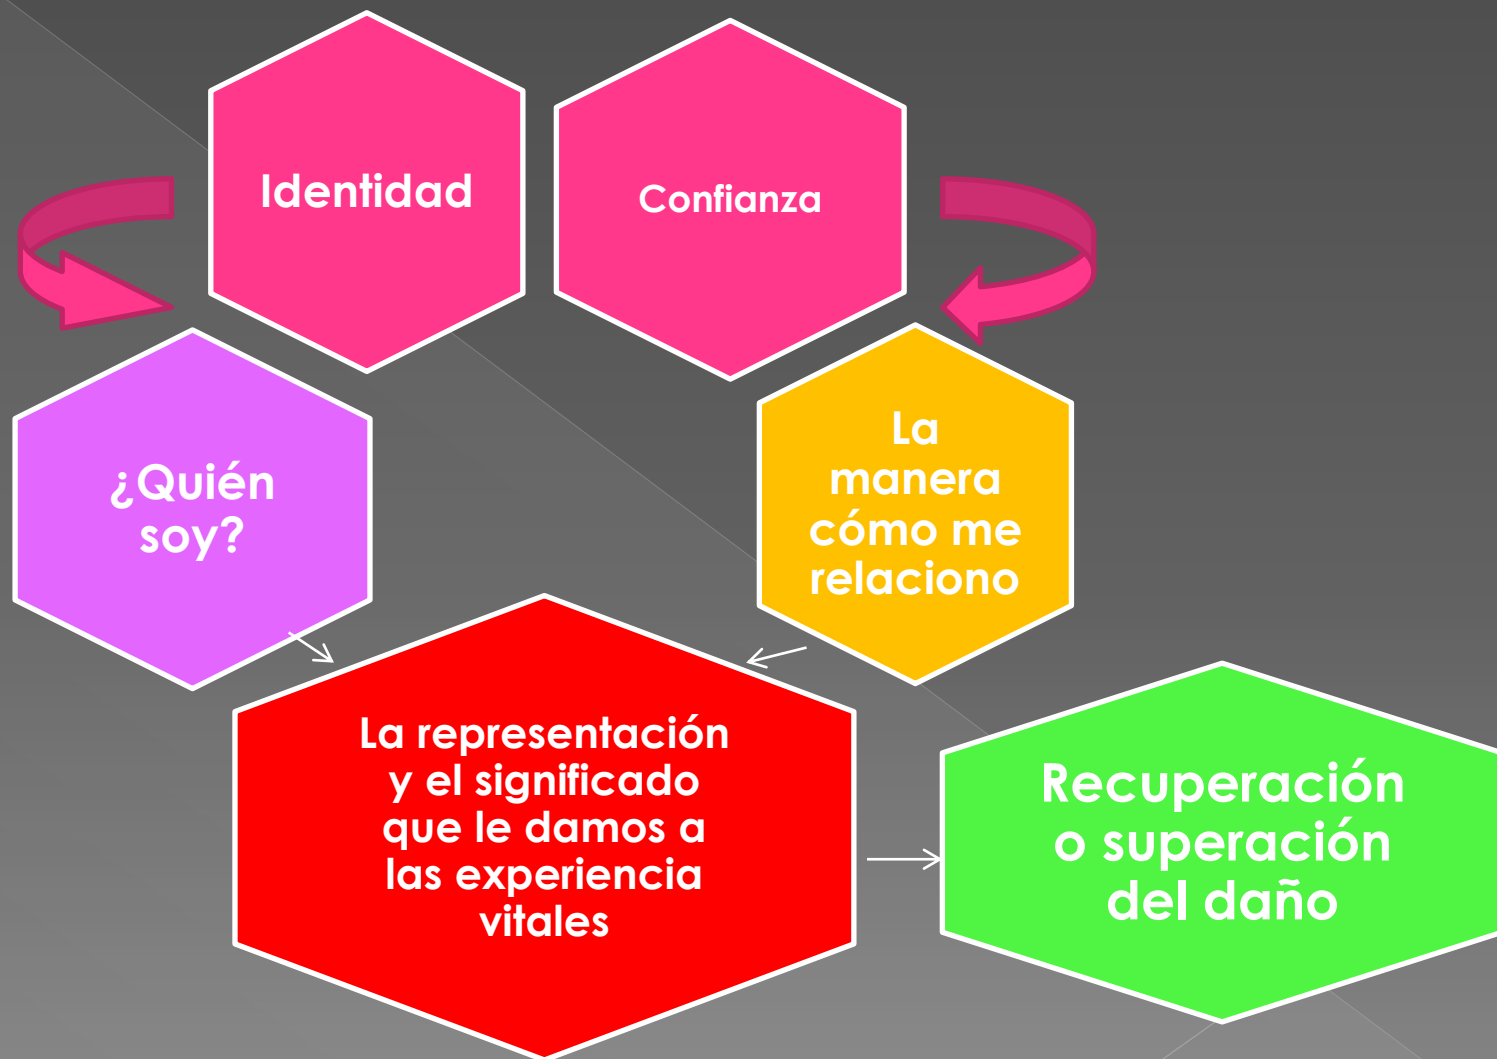 Identidad
Confianza
¿Quién
soy?
La
manera
cómo me
relaciono
La representación
y el significado
que le damos a
las experiencia
vitales
Recuperación
o superación
del daño